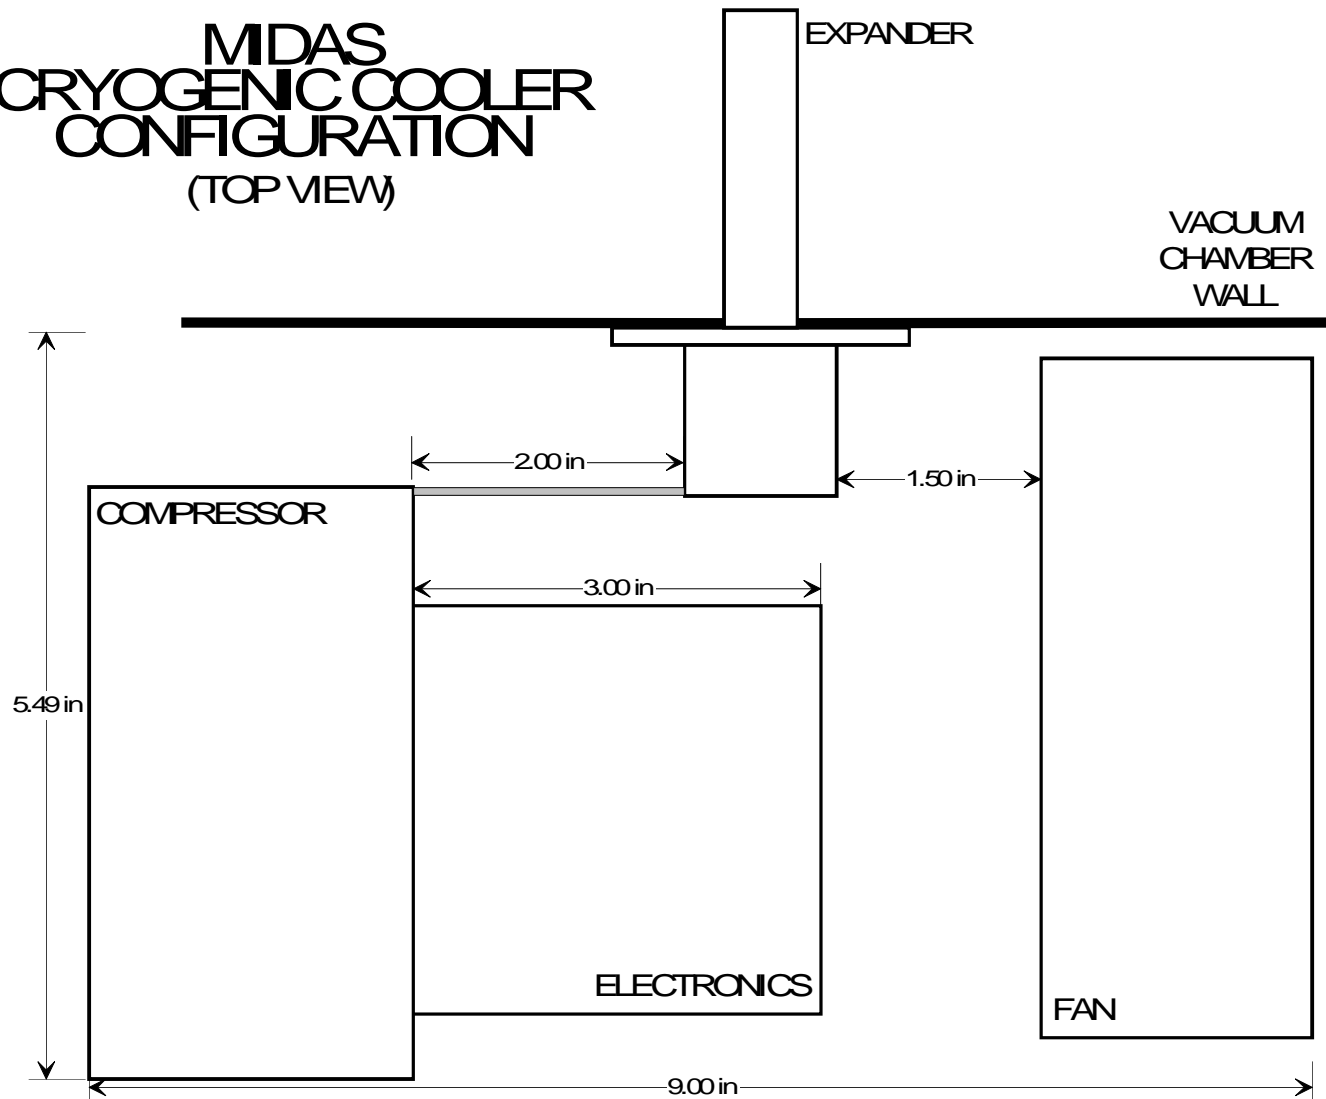 MIDAS
CRYOGENIC COOLER
CONFIGURATION
(TOP VIEW)
EXPANDER
VACUUM
CHAMBER
WALL
2.00 in
1.50 in
COMPRESSOR
3.00 in
5.49 in
ELECTRONICS
FAN
9.00 in